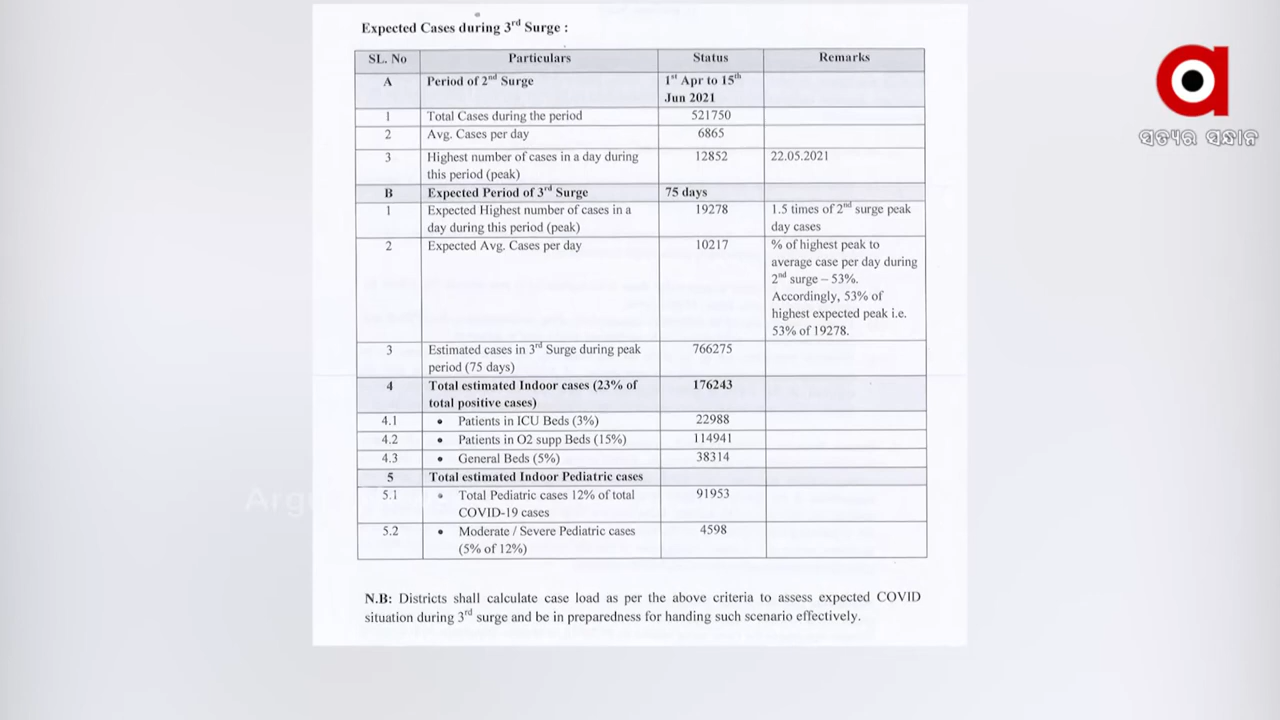 Expected Cases during 3rd Surge :
SL. No Particulars Status Remarks
A Period of 2nd Surge 1st Apr to 15th
Jun 2021
1 Total Cases during the period 521750
2 Avg. Cases per day 6865
3 Highest number of cases in a day during 12852 22.05.2021
this period (peak)
B Expected Period of 3rd Surge 75 days
1 Expected Highest number of cases in a 19278 1.5 times of 2nd surge peak
day during this period (peak) day cases
2 Expected Avg. Cases per day 10217 % of highest peak to
average case per day during
2nd surge – 53%.
Accordingly, 53% of
highest expected peak i.e.
53% of 19278.
3 Estimated cases in 3rd Surge during peak 766275
period (75 days)
4 Total estimated Indoor cases (23% of 176243
total positive cases)
4.1 • Patients in ICU Beds (3%) 22988
4.2 • Patients in O2 supp Beds (15%) 114941
4.3 • General Beds (5%) 38314
5 Total estimated Indoor Pediatric cases
5.1 • Total Pediatric cases 12% of total 91953
COVID-19 cases
5.2 • Moderate / Severe Pediatric cases 4598
(5% of 12%)
N.B: Districts shall calculate case load as per the above criteria to assess expected COVID
situation during 3rd surge and be in preparedness for handing such scenario effectively.
ସତ୍ୟର ସନ୍ଧାନ